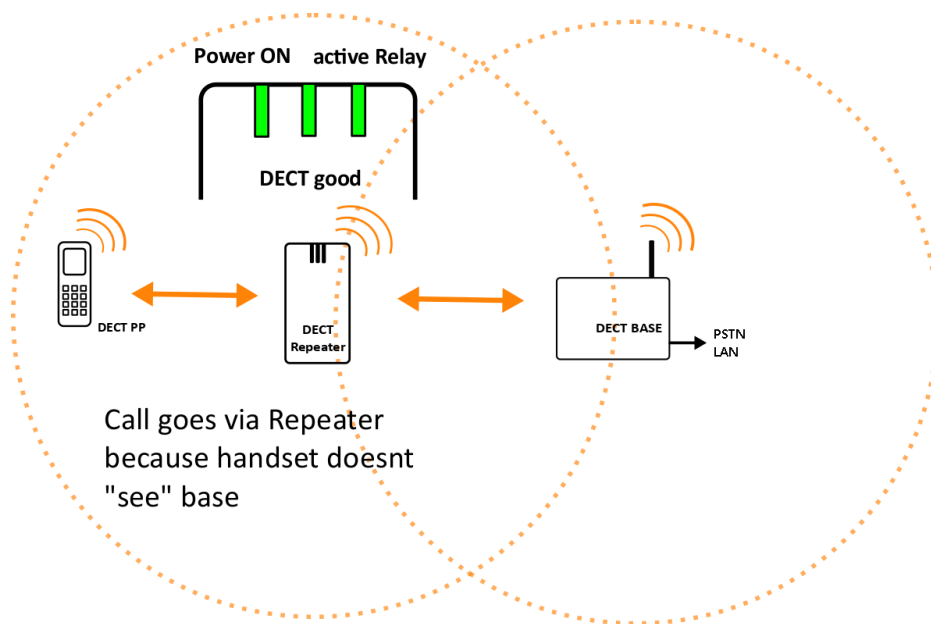 Power ON active Relay
DECT good
DECT PP
DECT
Repeater
DECT BASE
PSTN
LAN
Call goes via Repeater
because handset doesnt
"see" base